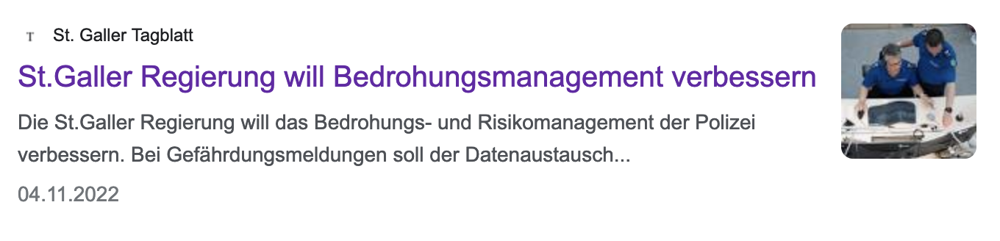 T St. Galler Tagblatt
St.Galler Regierung will Bedrohungsmanagement verbessern
Die St.Galler Regierung will das Bedrohungs- und Risikomanagement der Polizei
verbessern. Bei Gefährdungsmeldungen soll der Datenaustausch...
04.11.2022